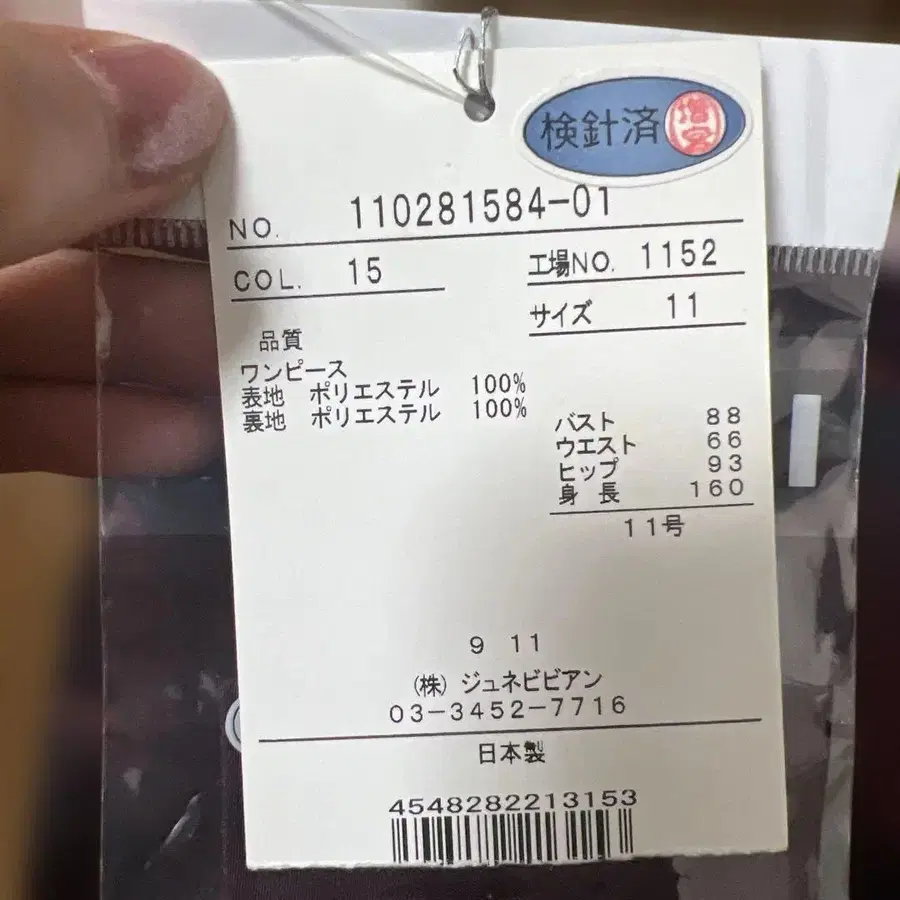 検針済
NO. 110281584-01
COL. 15
工場NO. 1152
サイズ 11
品質
ワンピース
表地 ポリエステル 100%
裏地 ポリエステル 100%
バスト 88
ウエスト 66
ヒップ 93
身長 160
11号
9 11
(株) ジュネビビアン
03-3452-7716
日本製
4548282213153